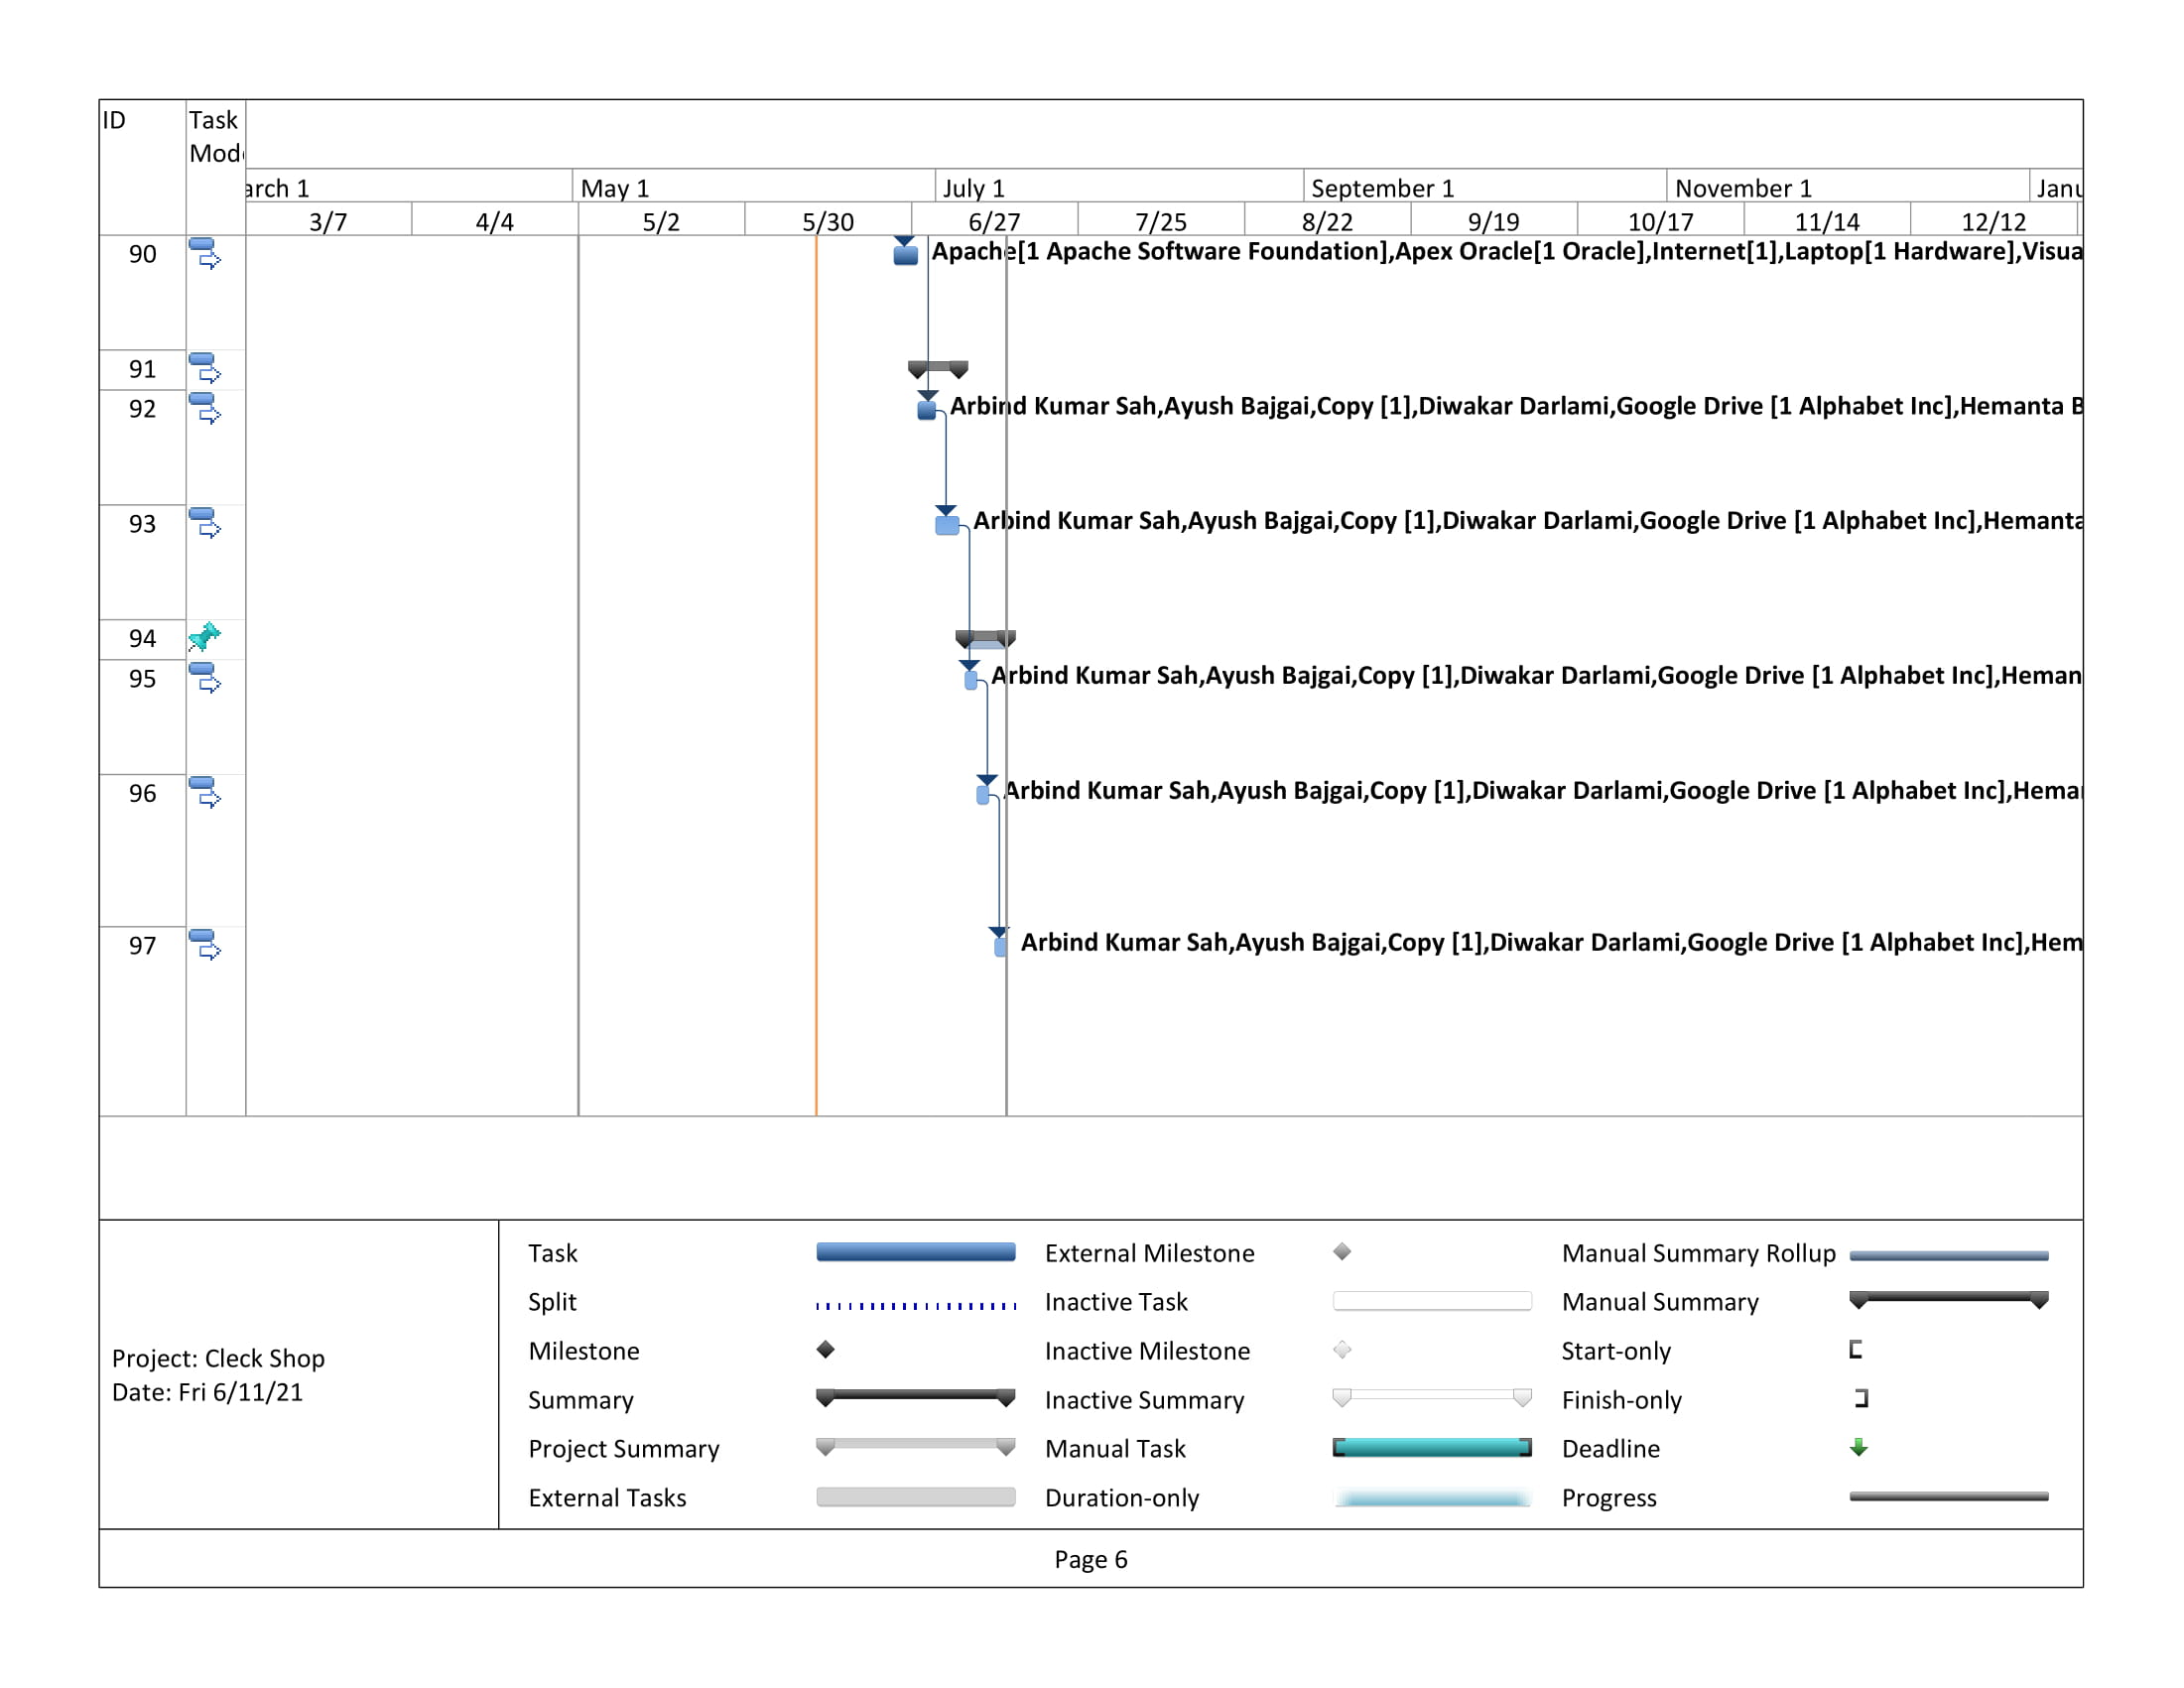 ID
Task
Mod
arch 1
May 1
July 1
September 1
November 1
Janu
3/7
4/4
5/2
5/30
6/27
7/25
8/22
9/19
10/17
11/14
12/12
90
Apache[1 Apache Software Foundation],Apex Oracle[1 Oracle],Internet[1],Laptop[1 Hardware],Visua
91
92
Arbind Kumar Sah,Ayush Bajgai,Copy [1],Diwakar Darlami,Google Drive [1 Alphabet Inc],Hemanta B
93
Arbind Kumar Sah,Ayush Bajgai,Copy [1],Diwakar Darlami,Google Drive [1 Alphabet Inc],Hemanta
94
95
Arbind Kumar Sah,Ayush Bajgai,Copy [1],Diwakar Darlami,Google Drive [1 Alphabet Inc],Heman
96
Arbind Kumar Sah,Ayush Bajgai,Copy [1],Diwakar Darlami,Google Drive [1 Alphabet Inc],Hema
97
Arbind Kumar Sah,Ayush Bajgai,Copy [1],Diwakar Darlami,Google Drive [1 Alphabet Inc],Hem
Project: Cleck Shop
Date: Fri 6/11/21
Task
Split
Milestone
Summary
Project Summary
External Tasks
External Milestone
Inactive Task
Inactive Milestone
Inactive Summary
Manual Task
Duration-only
Manual Summary Rollup
Manual Summary
Start-only
Finish-only
Deadline
Progress
Page 6